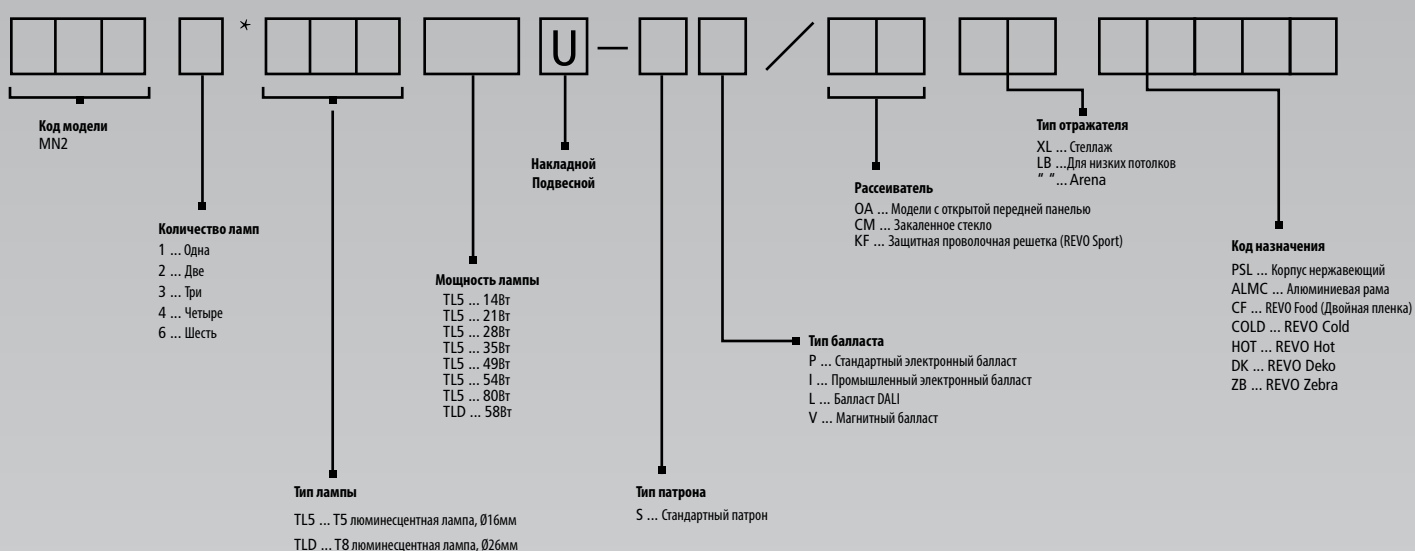 * U – /
Код модели
MN2
Количество ламп
1 ... Одна
2 ... Две
3 ... Три
4 ... Четыре
6 ... Шесть
Тип лампы
TL5 ... T5 люминесцентная лампа, Ø16мм
TLD ... T8 люминесцентная лампа, Ø26мм
Мощность лампы
TL5 ... 14Вт
TL5 ... 21Вт
TL5 ... 28Вт
TL5 ... 35Вт
TL5 ... 49Вт
TL5 ... 54Вт
TL5 ... 80Вт
TLD ... 58Вт
Накладной
Подвесной
Тип патрона
S ... Стандартный патрон
Тип балласта
P ... Стандартный электронный балласт
I ... Промышленный электронный балласт
L ... Балласт DALI
V ... Магнитный балласт
Рассеиватель
OA ... Модели с открытой передней панелью
CM ... Закаленное стекло
KF ... Защитная проволочная решетка (REVO Sport)
Тип отражателя
XL ... Стеллаж
LB ...Для низких потолков
“ ”... Arena
Код назначения
PSL ... Корпус нержавеющий
ALMC ... Алюминиевая рама
CF ... REVO Food (Двойная пленка)
COLD ... REVO Cold
HOT ... REVO Hot
DK ... REVO Deko
ZB ... REVO Zebra